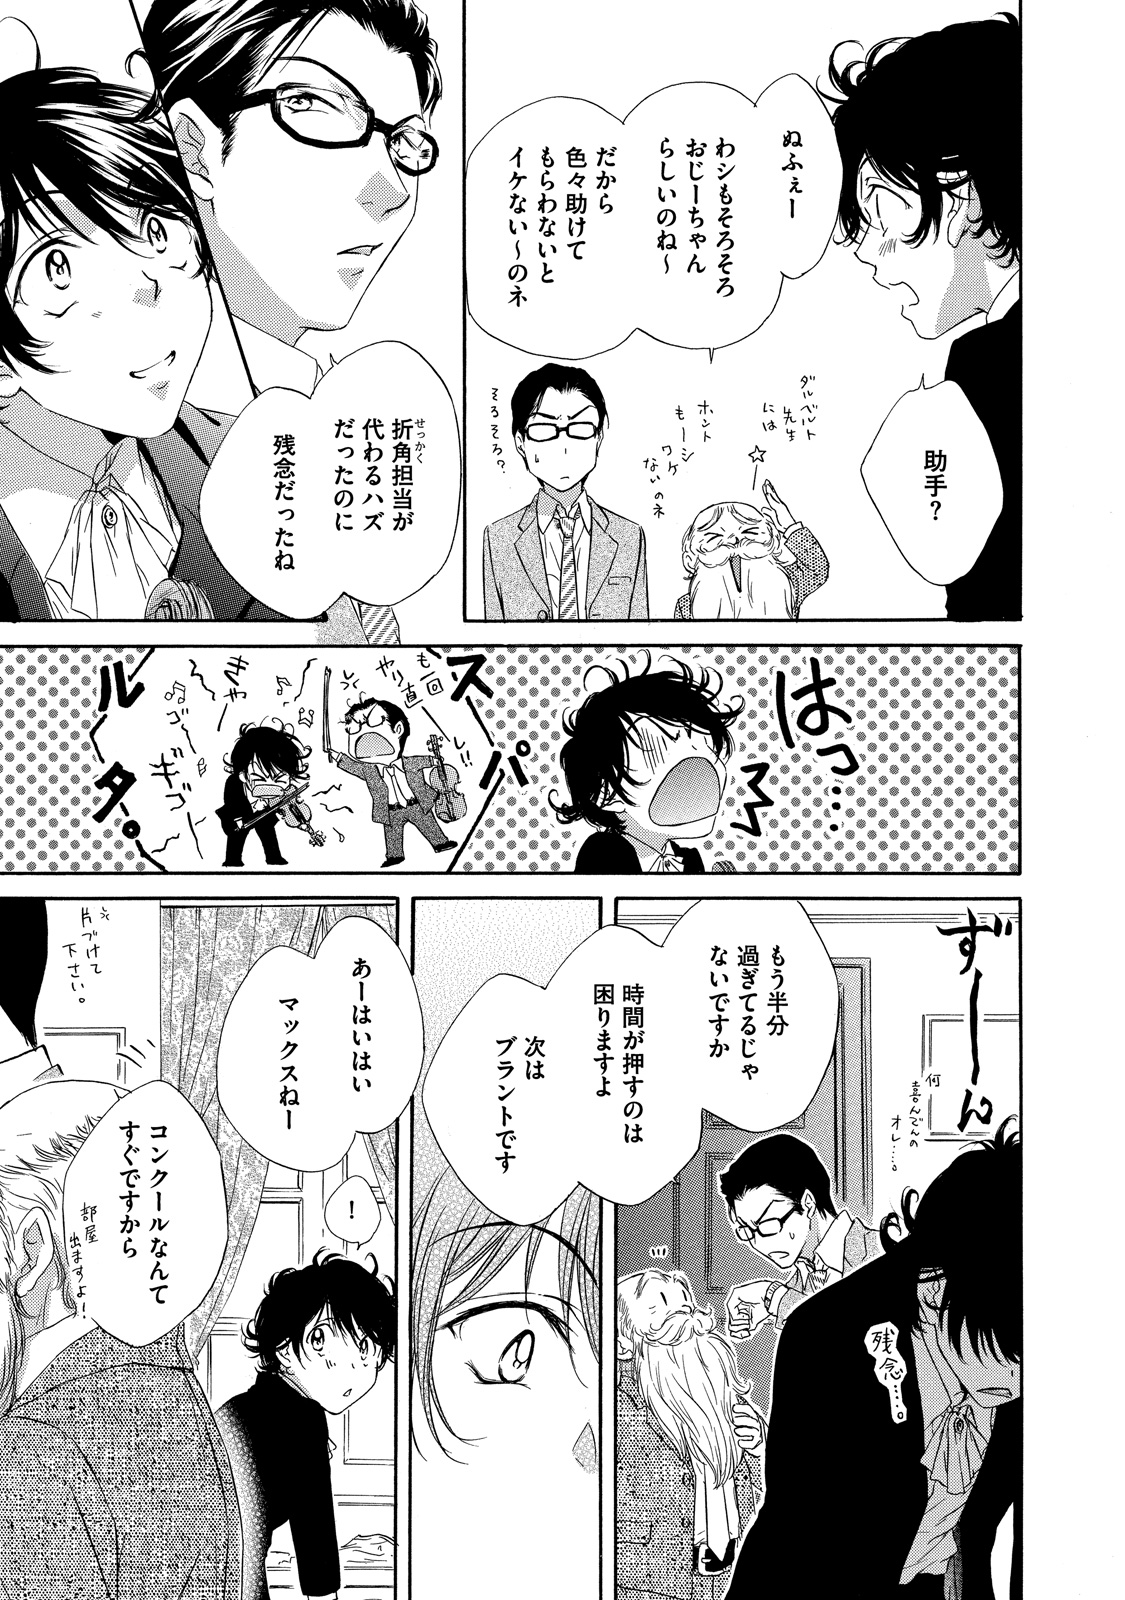 助手？
ぬふぇー
わシもそろそろ
おじーちゃん
らしいのね〜
だから
色々助けて
もらわないと
イケない〜のネ
ダルベルト
先生
には
☆
ホント
もーシ
ワケ
ないのネ
そろそろ？
折角担当が
せっかく
代わるハズ
だったのに
残念だったね
はっ…
スパ
ルタ。
も一回
やり直し!!
きゃー
ゴー
ギゴー
ずーーん
何
喜んでんの
オレ…。
残念…。
もう半分
過ぎてるじゃ
ないですか
時間が押すのは
困りますよ
次は
ブラントです
あーはいはい
マックスねー
！
片づけて
下さい。
コンクールなんて
すぐですから
部屋
出ますよ！